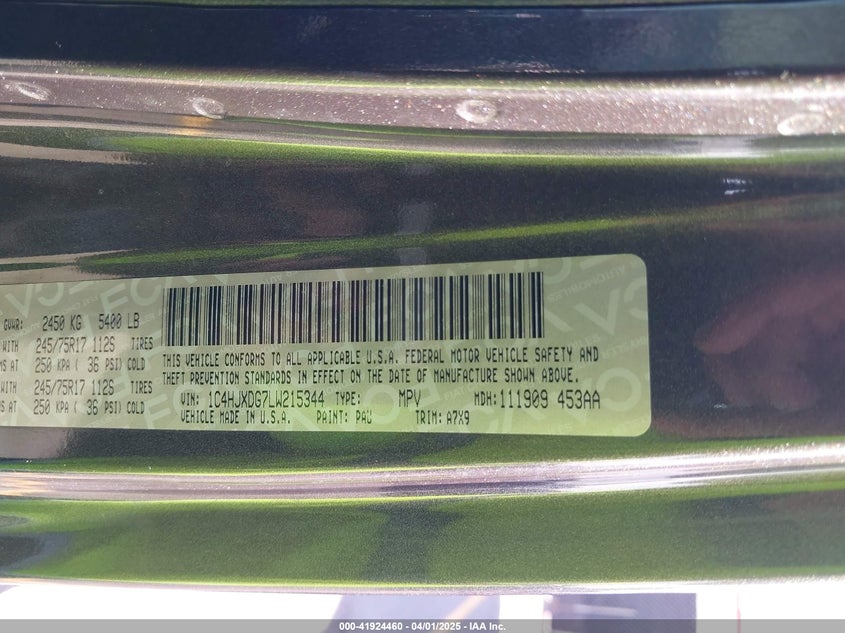 GVWR: 2450 KG 5400 LB
WITH 245/75R17 112S TIRES
MS AT 250 KPA ( 36 PSI) COLD
WITH 245/75R17 112S TIRES
MS AT 250 KPA ( 36 PSI) COLD
THIS VEHICLE CONFORMS TO ALL APPLICABLE U.S.A. FEDERAL MOTOR VEHICLE SAFETY AND
THEFT PREVENTION STANDARDS IN EFFECT ON THE DATE OF MANUFACTURE SHOWN ABOVE.
VIN: 1C4HJXDG7LW215344 TYPE: MPV MDH:111909 453AA
VEHICLE MADE IN U.S.A. PAINT: PAU TRIM: A7X9
000-41924460 - 04/01/2025 - IAA Inc.